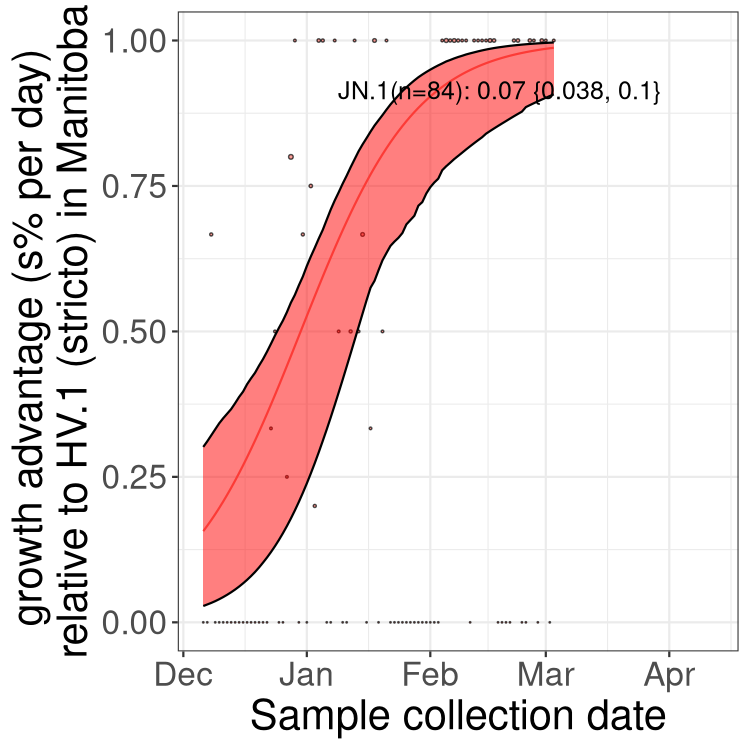 growth advantage (s% per day)
relative to HV.1 (stricto) in Manitoba
1.00
0.75
0.50
0.25
0.00
JN.1(n=84): 0.07 {0.038, 0.1}
Dec Jan Feb Mar Apr
Sample collection date